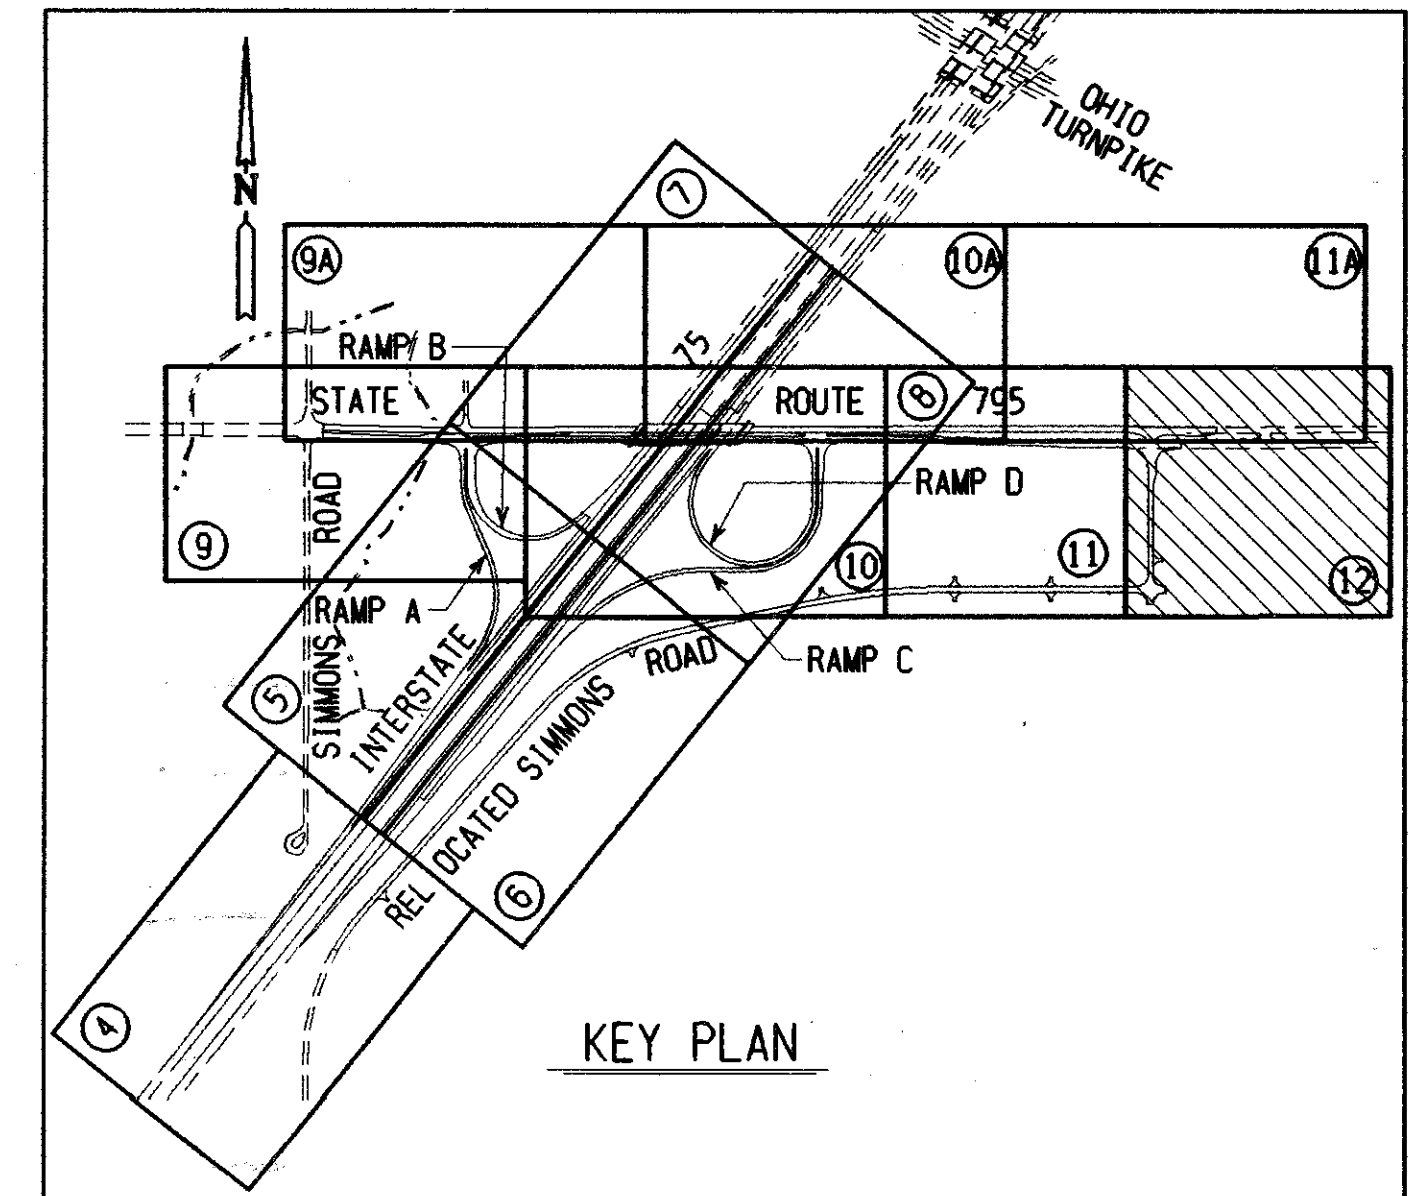 OHIO
TURNPIKE
N
7
9A
10A
11A
RAMP B
75
STATE
ROUTE
8
795
ROAD
RAMP D
9
10
11
12
RAMP A
SIMMONS
INTERSTATE
ROAD
RAMP C
5
RELOCATED SIMMONS
6
4
KEY PLAN